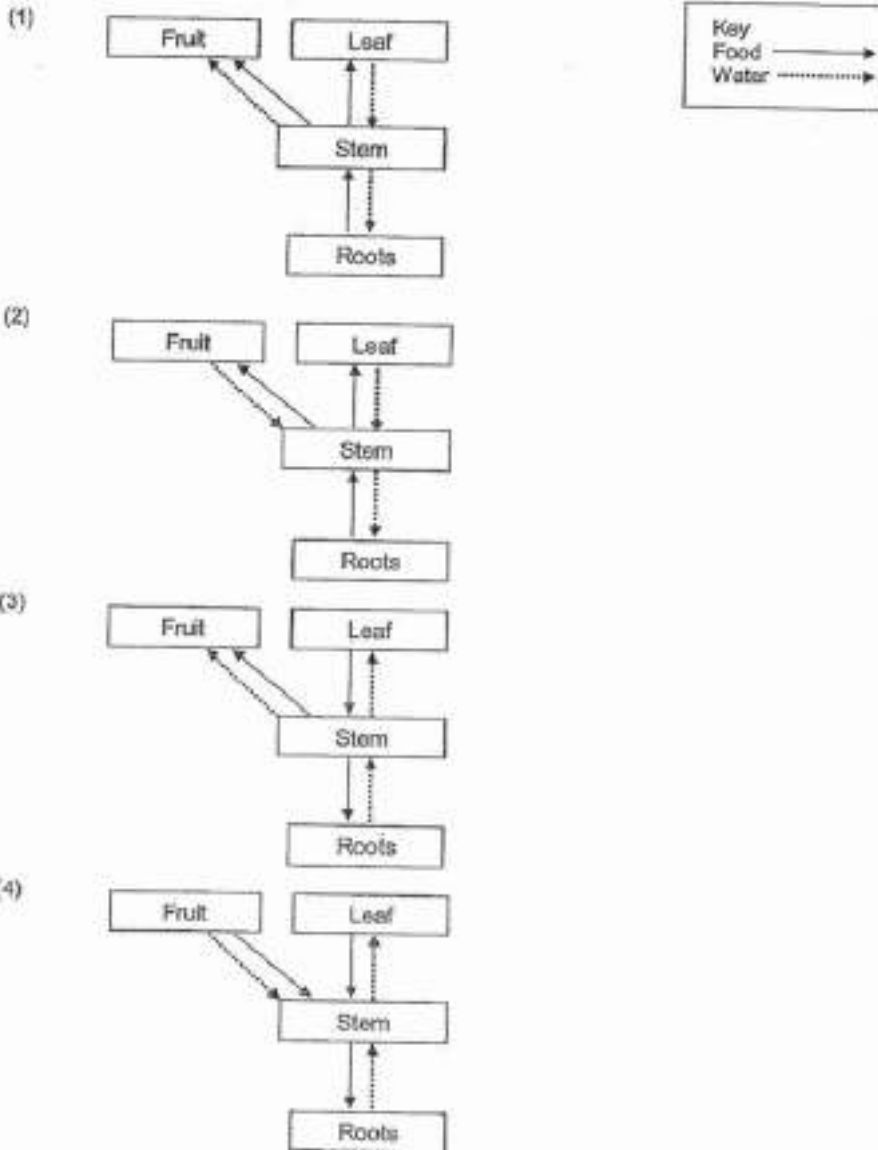 (1)
Fruit Leaf
Stem
Roots
Key
Food
Water
(2)
Fruit Leaf
Stem
Roots
(3)
Fruit Leaf
Stem
Roots
(4)
Fruit Leaf
Stem
Roots